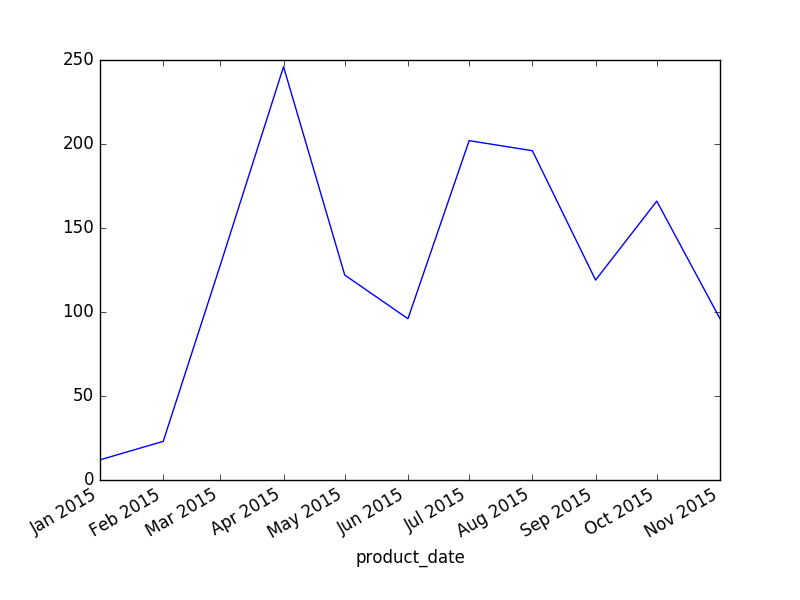 250
200
150
100
50
0
Jan 2015
Feb 2015
Mar 2015
Apr 2015
May 2015
Jun 2015
Jul 2015
Aug 2015
Sep 2015
Oct 2015
Nov 2015
product_date